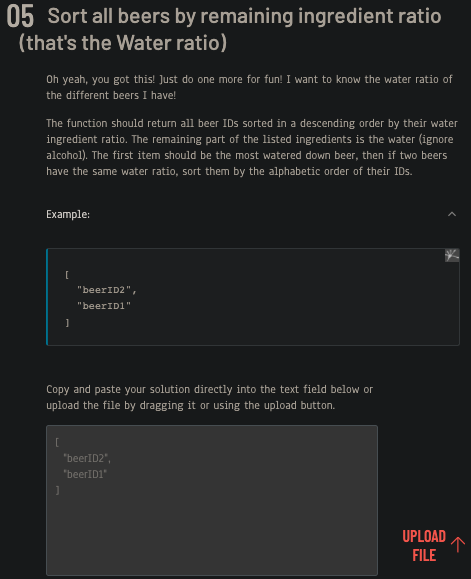 05 Sort all beers by remaining ingredient ratio
(that's the Water ratio)
Oh yeah, you got this! Just do one more for fun! I want to know the water ratio of
the different beers I have!
The function should return all beer IDs sorted in a descending order by their water
ingredient ratio. The remaining part of the listed ingredients is the water (ignore
alcohol). The first item should be the most watered down beer, then if two beers
have the same water ratio, sort them by the alphabetic order of their IDs.
Example:
[
"beerID2",
"beerID1"
]
Copy and paste your solution directly into the text field below or
upload the file by dragging it or using the upload button.
[
"beerID2",
"beerID1"
]
UPLOAD
FILE